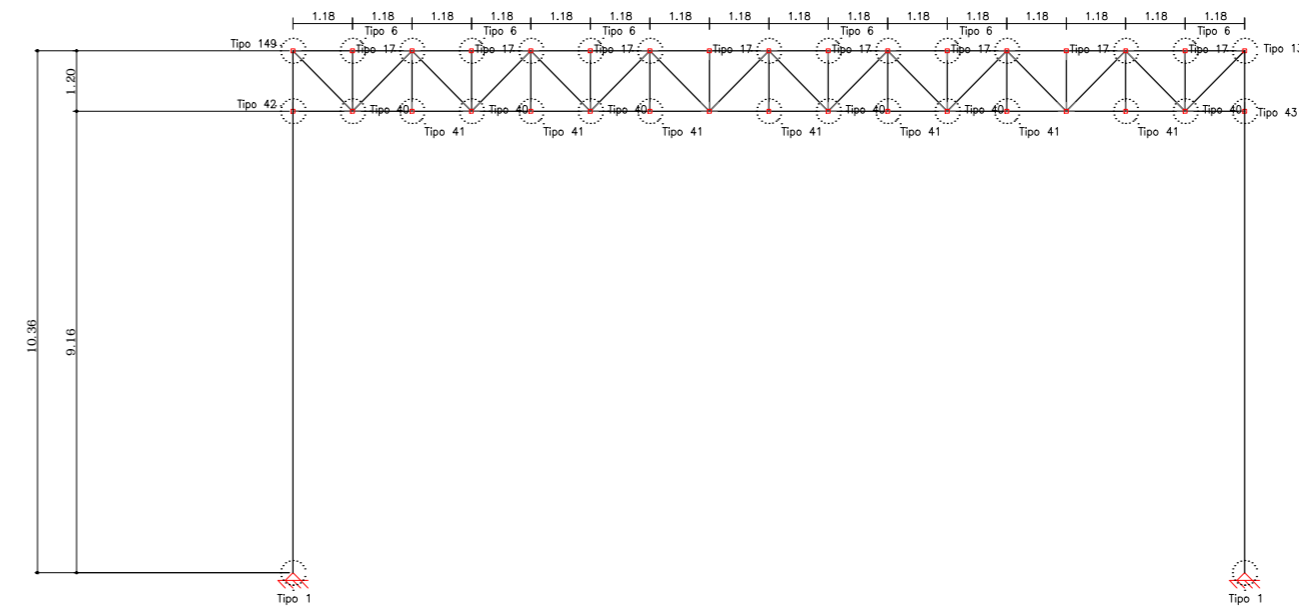 1.18 1.18 1.18 1.18 1.18 1.18 1.18 1.18 1.18 1.18 1.18 1.18 1.18 1.18 1.18 1.18
Tipo 6 Tipo 6 Tipo 6 Tipo 6 Tipo 6 Tipo 6
Tipo 149 Tipo 17 Tipo 17 Tipo 17 Tipo 17 Tipo 17 Tipo 17 Tipo 17 Tipo 17 Tipo
1.20
Tipo 42 Tipo 40 Tipo 40 Tipo 40 Tipo 40 Tipo 40 Tipo 40 Tipo 43
Tipo 41 Tipo 41 Tipo 41 Tipo 41 Tipo 41 Tipo 41 Tipo 41
10.36
9.16
Tipo 1 Tipo 1